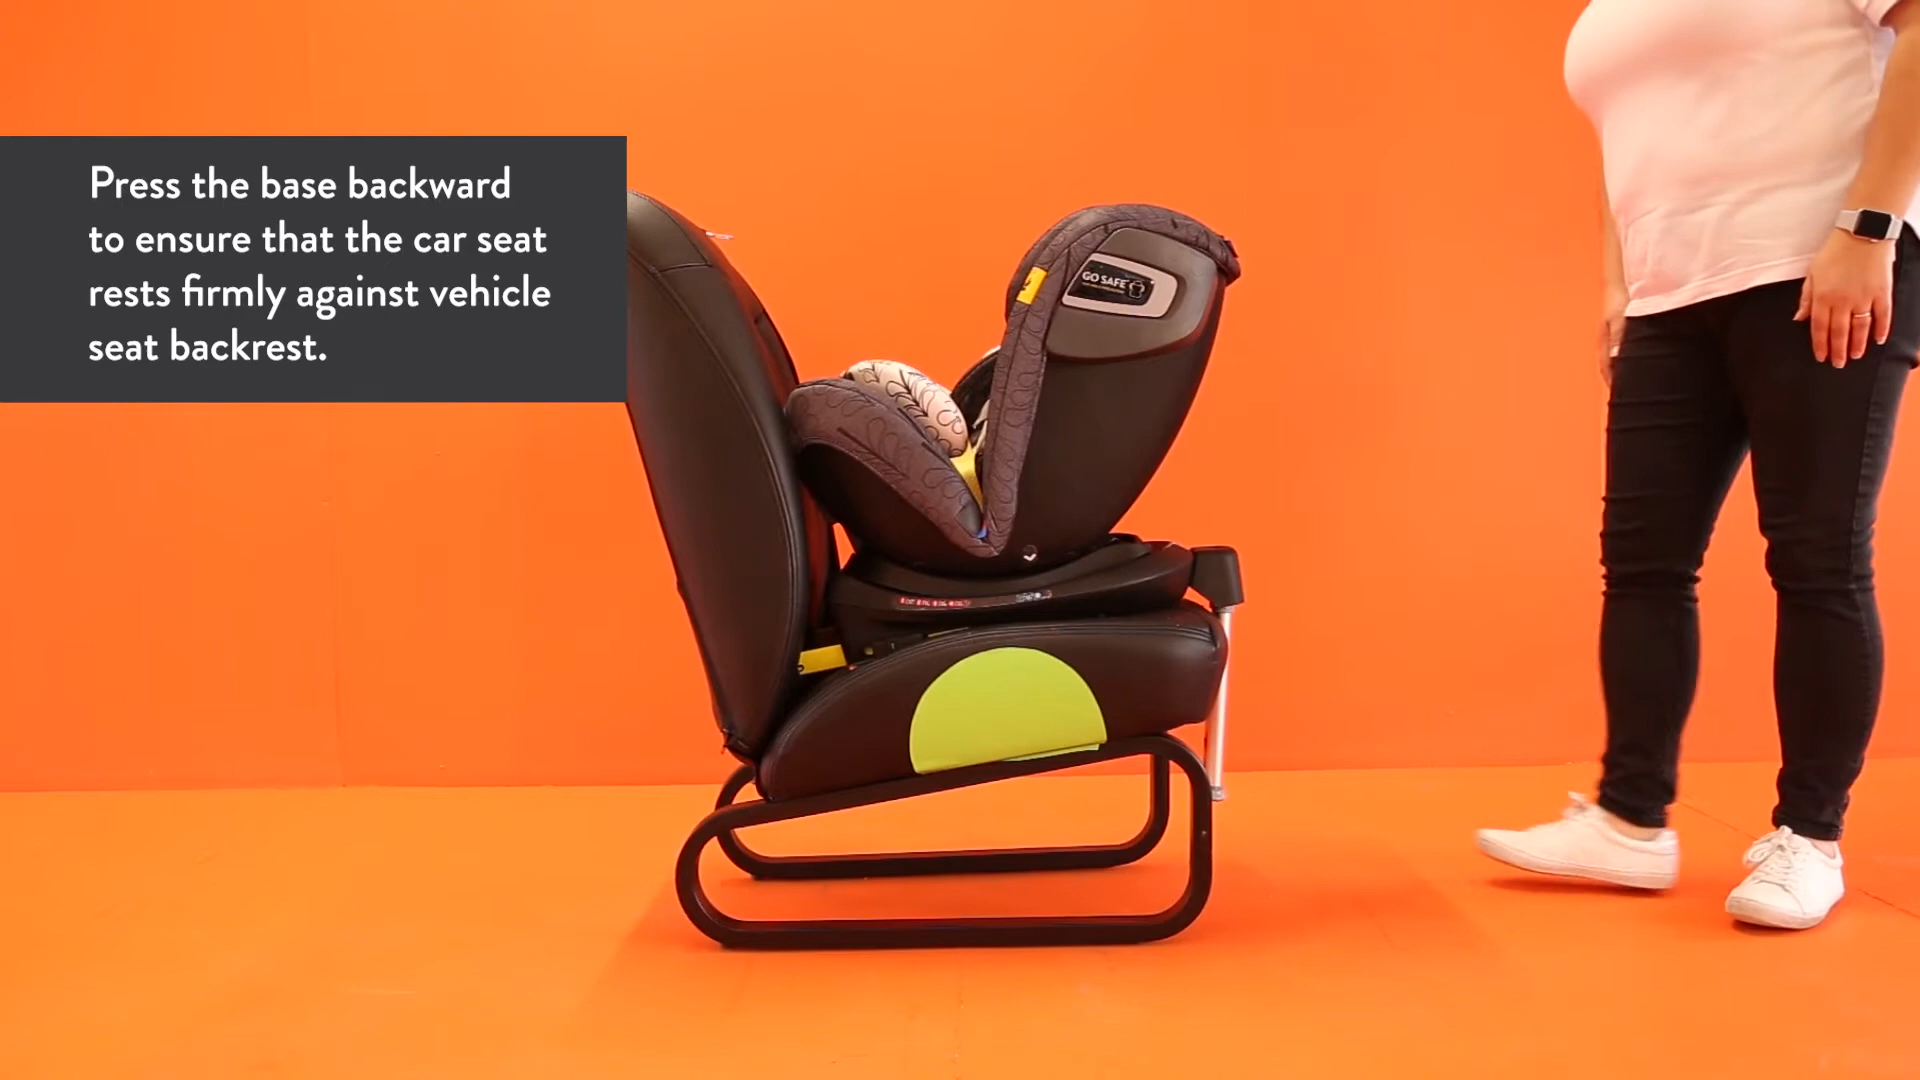 Press the base backward
to ensure that the car seat
rests firmly against vehicle
seat backrest.
GO SAFE